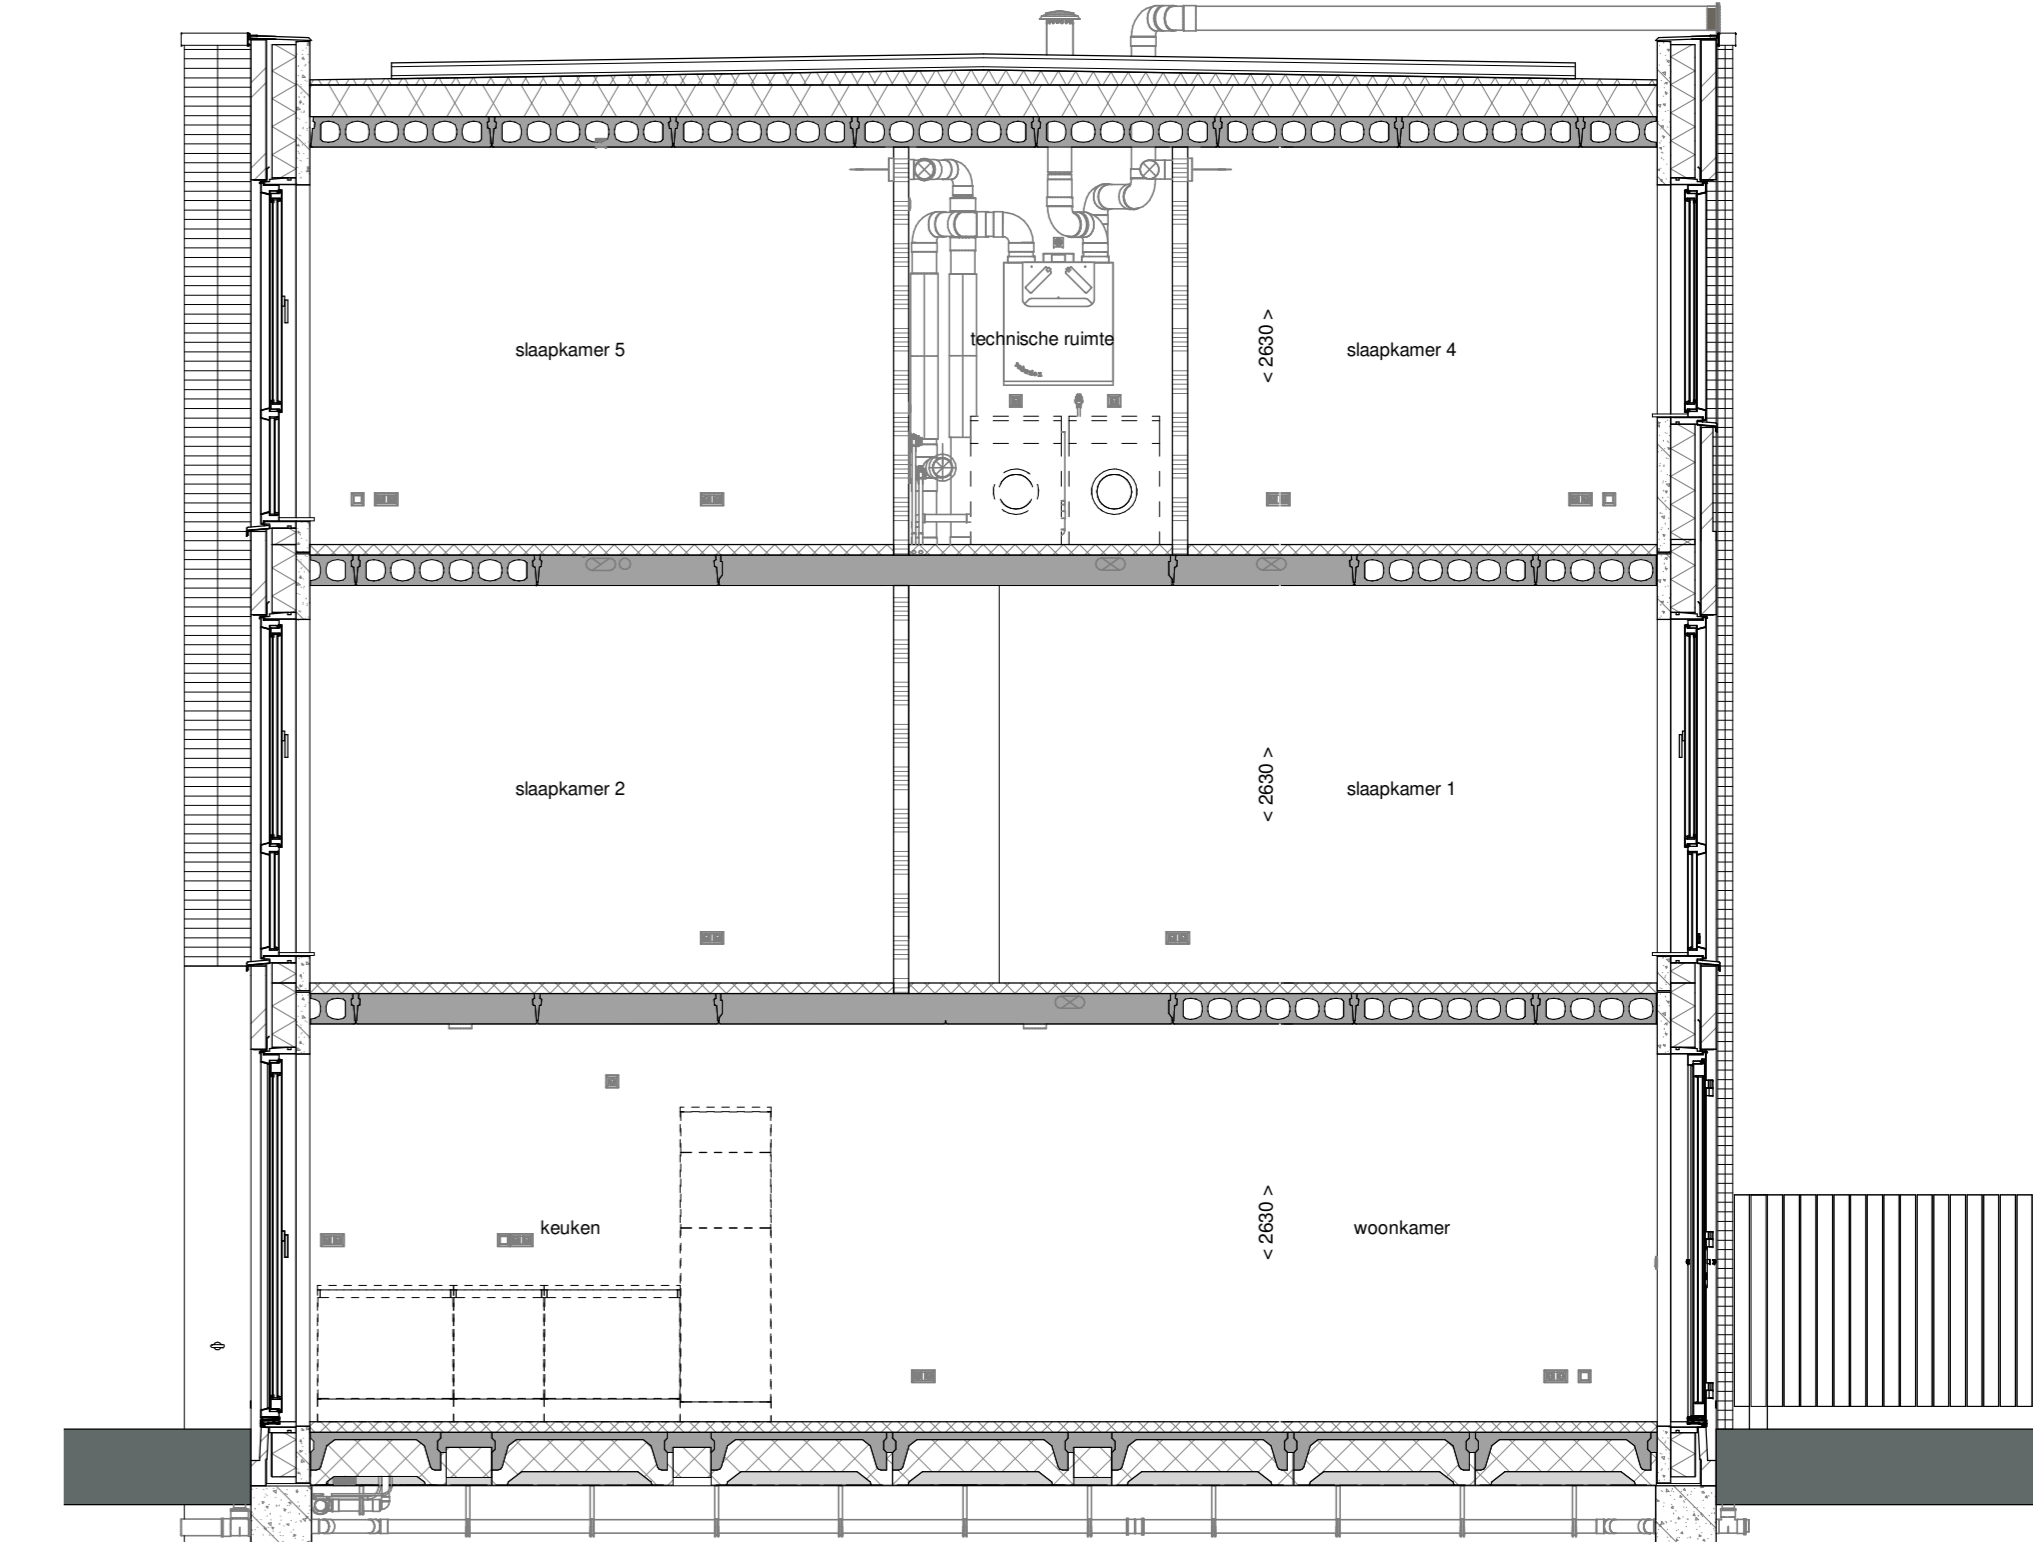 technische ruimte
slaapkamer 5
< 2630 >
slaapkamer 4
slaapkamer 2
< 2630 >
slaapkamer 1
keuken
< 2630 >
woonkamer